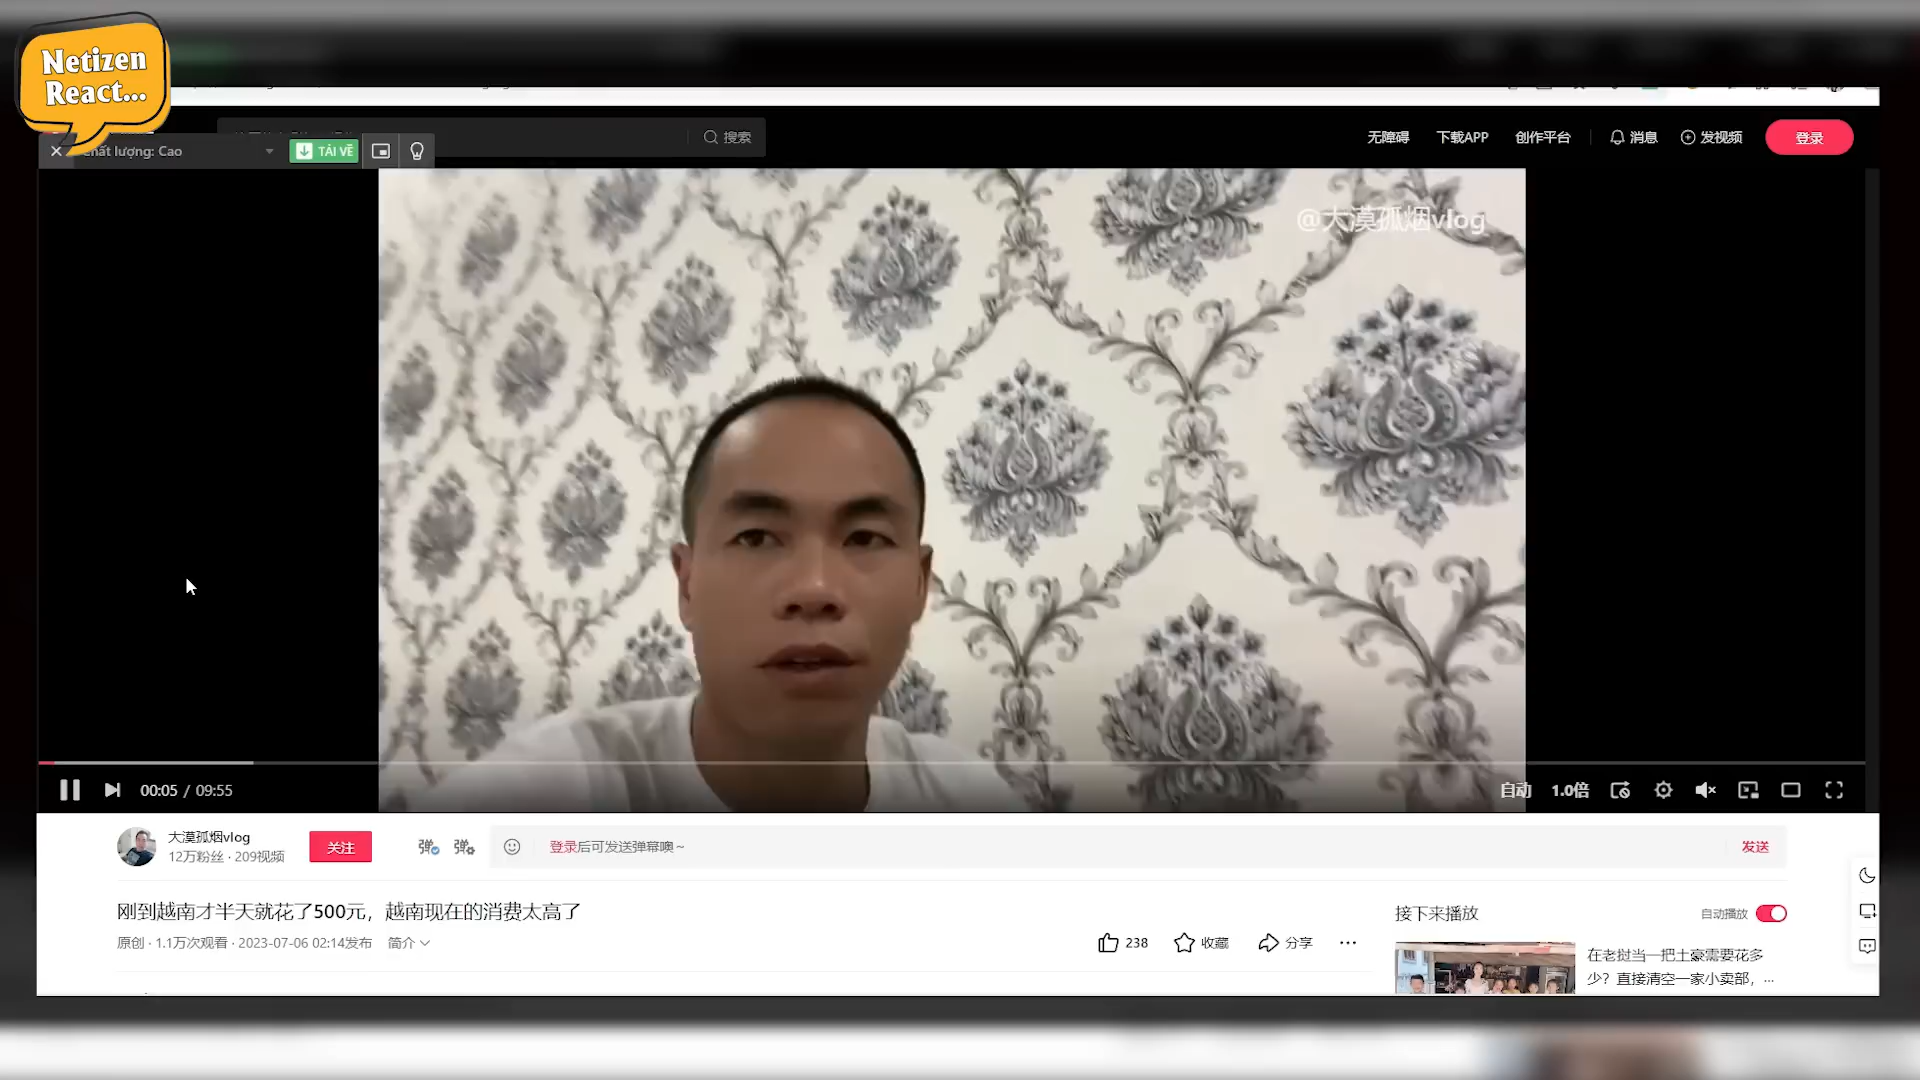 Netizen
React...
搜索
无障碍
下载APP
创作平台
消息
发视频
登录
hất lượng: Cao
TẢI VỀ
@大漠孤烟vlog
00:05 / 09:55
自动
1.0倍
大漠孤烟vlog
12万粉丝 · 209视频
关注
弹
弹
登录后可发送弹幕噢~
发送
刚到越南才半天就花了500元，越南现在的消费太高了
原创 · 1.1万次观看 · 2023-07-06 02:14发布
简介
238
收藏
分享
接下来播放
自动播放
在老挝当一把土豪需要花多
少？直接清空一家小卖部，...